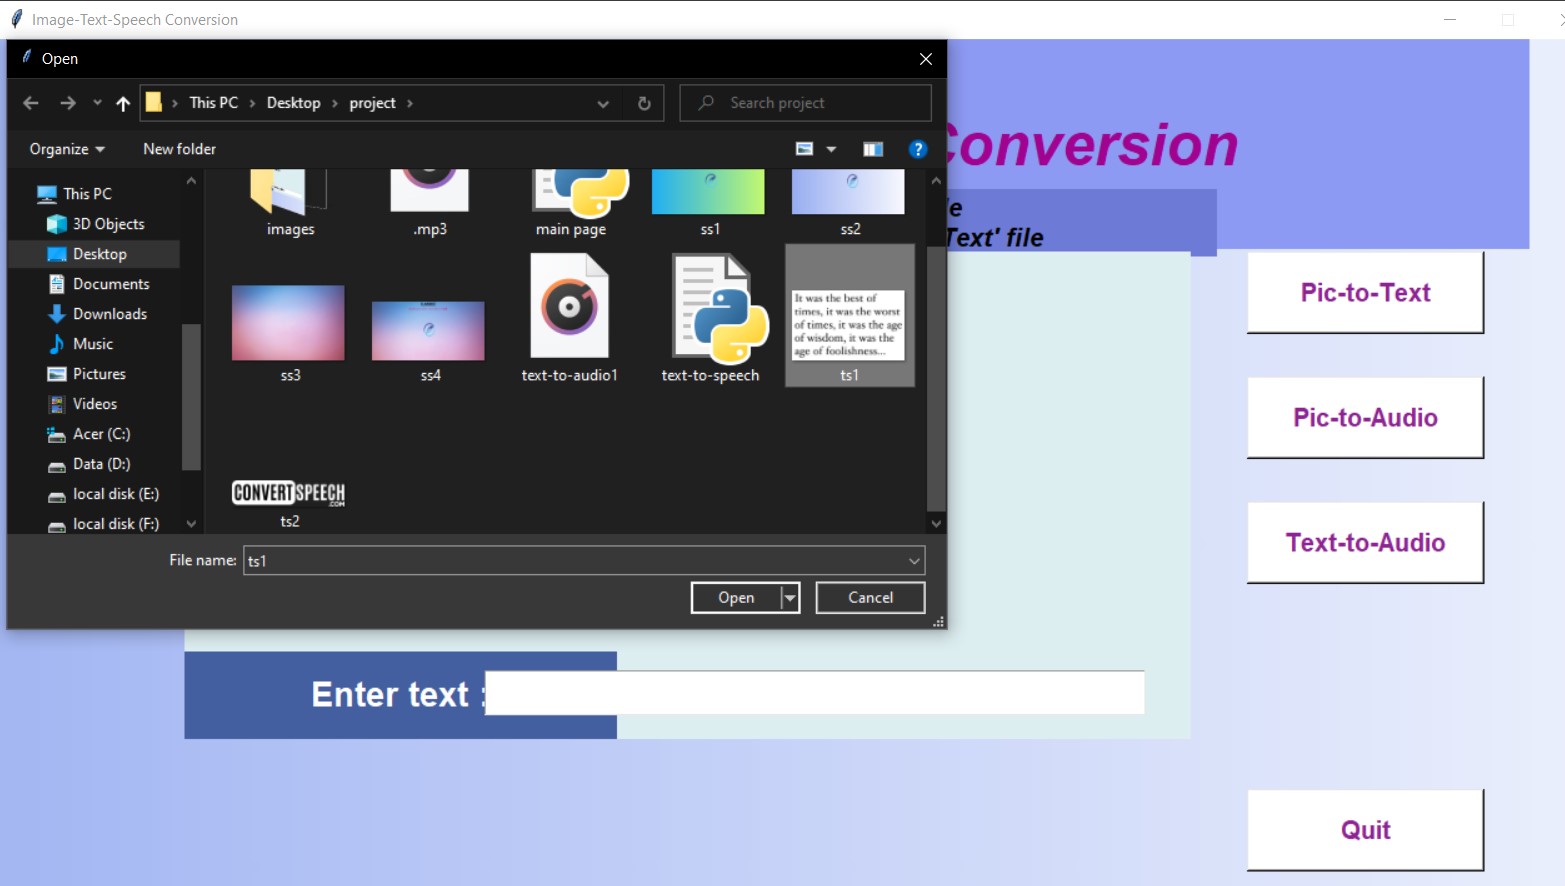 Image-Text-Speech Conversion
Open
This PC > Desktop > project >
Search project
Organize
New folder
This PC
3D Objects
Desktop
Documents
Downloads
Music
Pictures
Videos
Acer (C:)
Data (D:)
local disk (E:)
local disk (F:)
images
.mp3
main page
ss1
ss2
ss3
ss4
text-to-audio1
text-to-speech
It was the best of
times, it was the worst
of times, it was the age
of wisdom, it was the
age of foolishness...
ts1
CONVERTSPEECH
.COM
ts2
File name: ts1
Open
Cancel
Conversion
le
Text' file
Pic-to-Text
Pic-to-Audio
Text-to-Audio
Enter text :
Quit